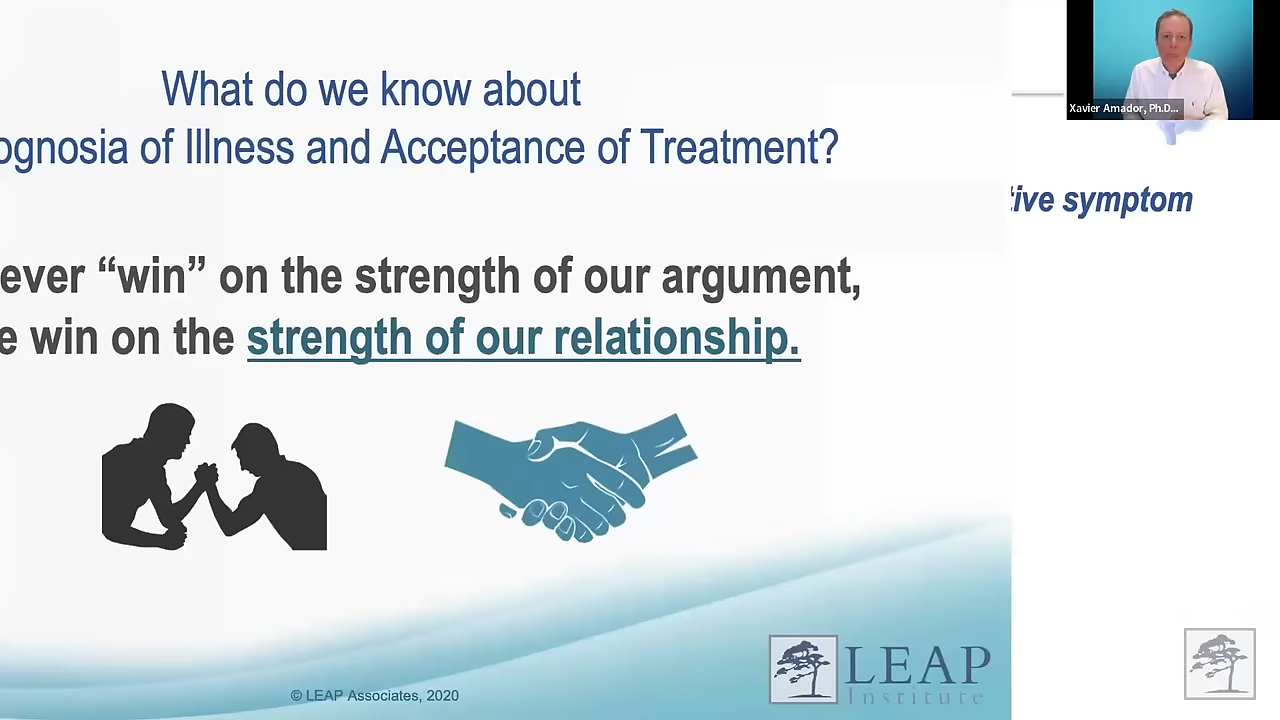 What do we know about
ognosia of Illness and Acceptance of Treatment?
ever “win” on the strength of our argument,
e win on the strength of our relationship.
tive symptom
Xavier Amador, Ph.D...
© LEAP Associates, 2020
LEAP
Institute